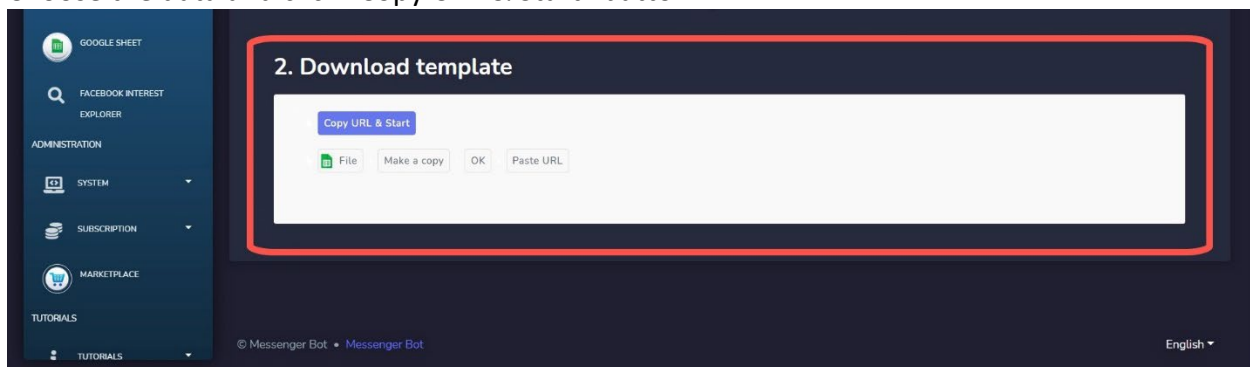 GOOGLE SHEET
FACEBOOK INTEREST
EXPLORER
ADMINISTRATION
SYSTEM
SUBSCRIPTION
MARKETPLACE
TUTORIALS
TUTORIALS
2. Download template
Copy URL & Start
File Make a copy OK Paste URL
© Messenger Bot • Messenger Bot
English